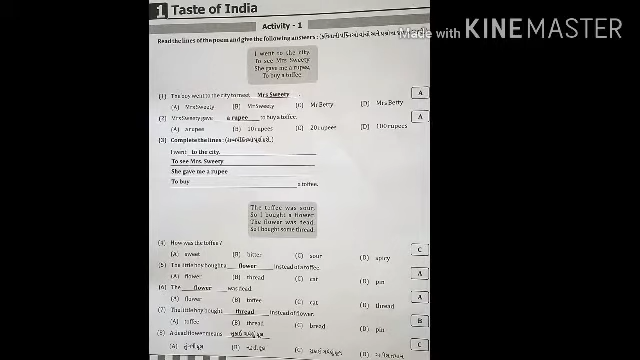 1 Taste of India
Activity - 1
Made with KINEMASTER
Read the lines of the poem and give the following answers :
I went to the city.
To see Mrs Sweety
She gave me a rupee,
To buy a toffee
(1) The boy went to the city to meet Mrs Sweety . A
(A) Mrs Sweety (B) Mr Sweety (C) Mr Betty (D) Mrs Betty
(2) Mrs Sweety gave a rupee to buy a toffee. A
(A) a rupee (B) 10 rupees (C) 20 rupees (D) 100 rupees
(3) Complete the lines :
I went to the city.
To see Mrs. Sweety
She gave me a rupee
To buy a toffee.
The toffee was sour,
So I bought a flower
The flower was dead
So I bought some thread
(4) How was the toffee? C
(A) sweet (B) bitter (C) sour (D) spicy
(5) The little boy bought a flower instead of a toffee. A
(A) flower (B) thread (C) cat (D) pin
(6) The flower was dead. A
(A) flower (B) toffee (C) cat (D) thread
(7) The little boy bought thread instead of flower. B
(A) toffee (B) thread (C) bread (D) pin
(8) A dead flower means C
(A) (B) (C) (D)